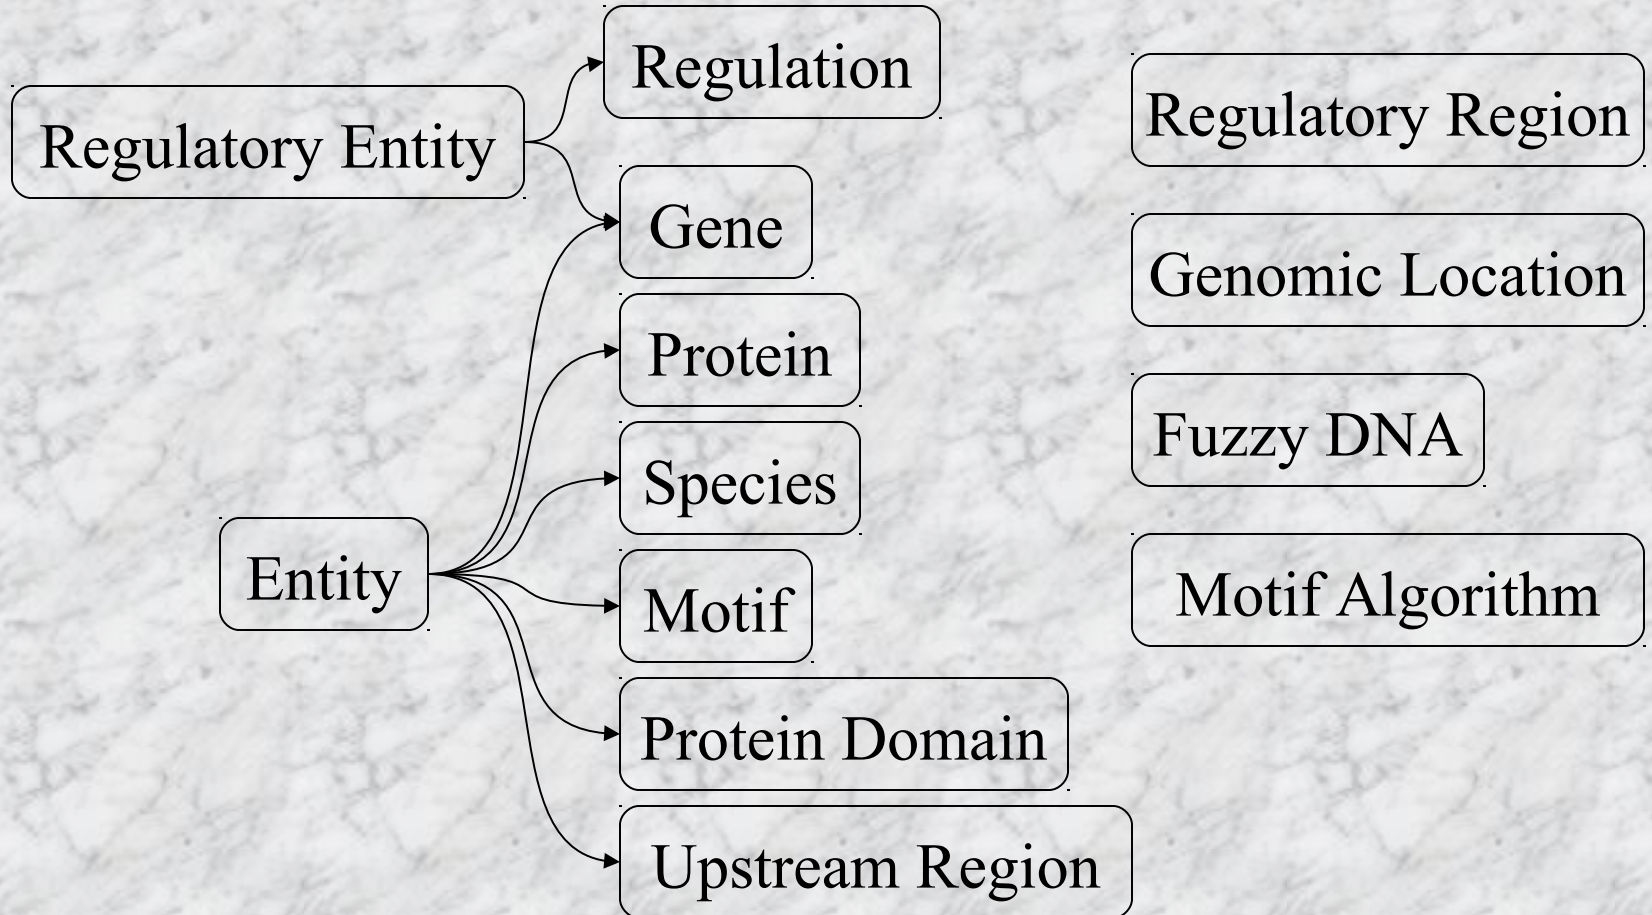 Regulatory Entity
Entity
Regulation
Gene
Protein
Species
Motif
Protein Domain
Upstream Region
Regulatory Region
Genomic Location
Fuzzy DNA
Motif Algorithm